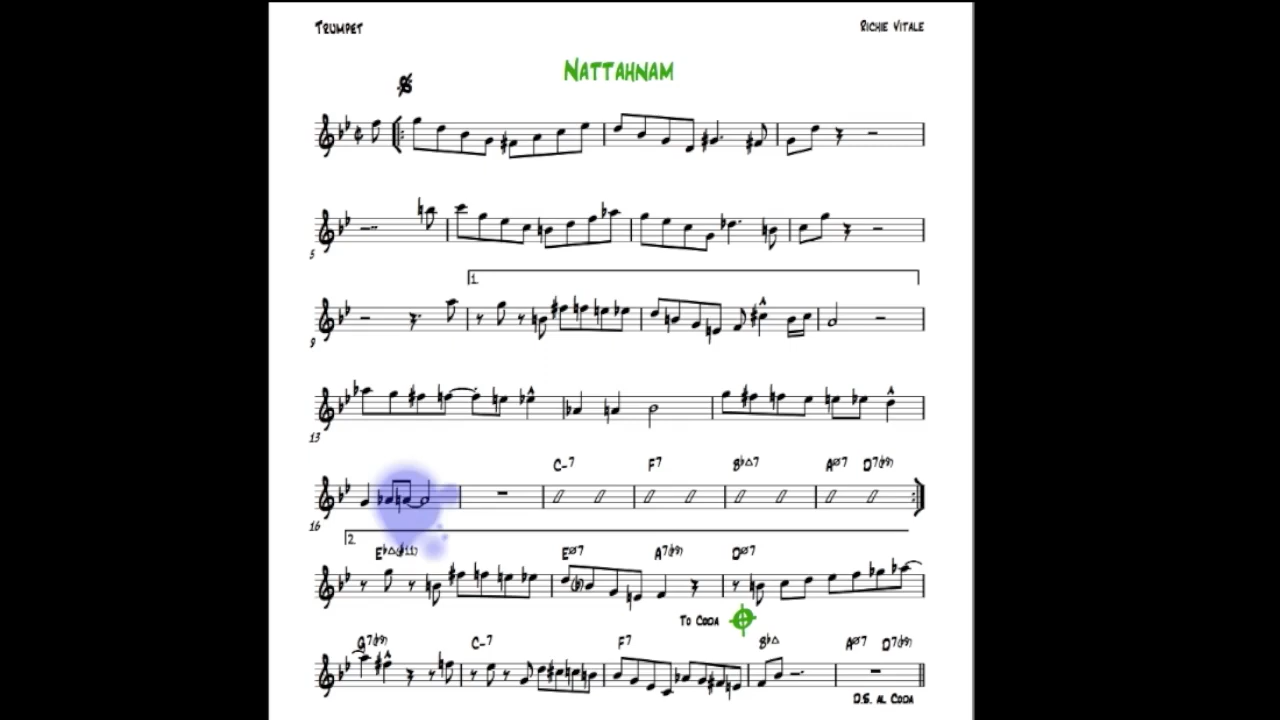 TRUMPET RICHIE VITALE
NATTAHNAM
5
1.
9
13
C-7 F7 B♭△7 Aø7 D7(♭9)
16
2.
E♭△(♯11) Eø7 A7(♭9) Dø7
TO CODA
G7(♭9) C-7 F7 B♭△ Aø7 D7(♭9)
D.S. AL CODA